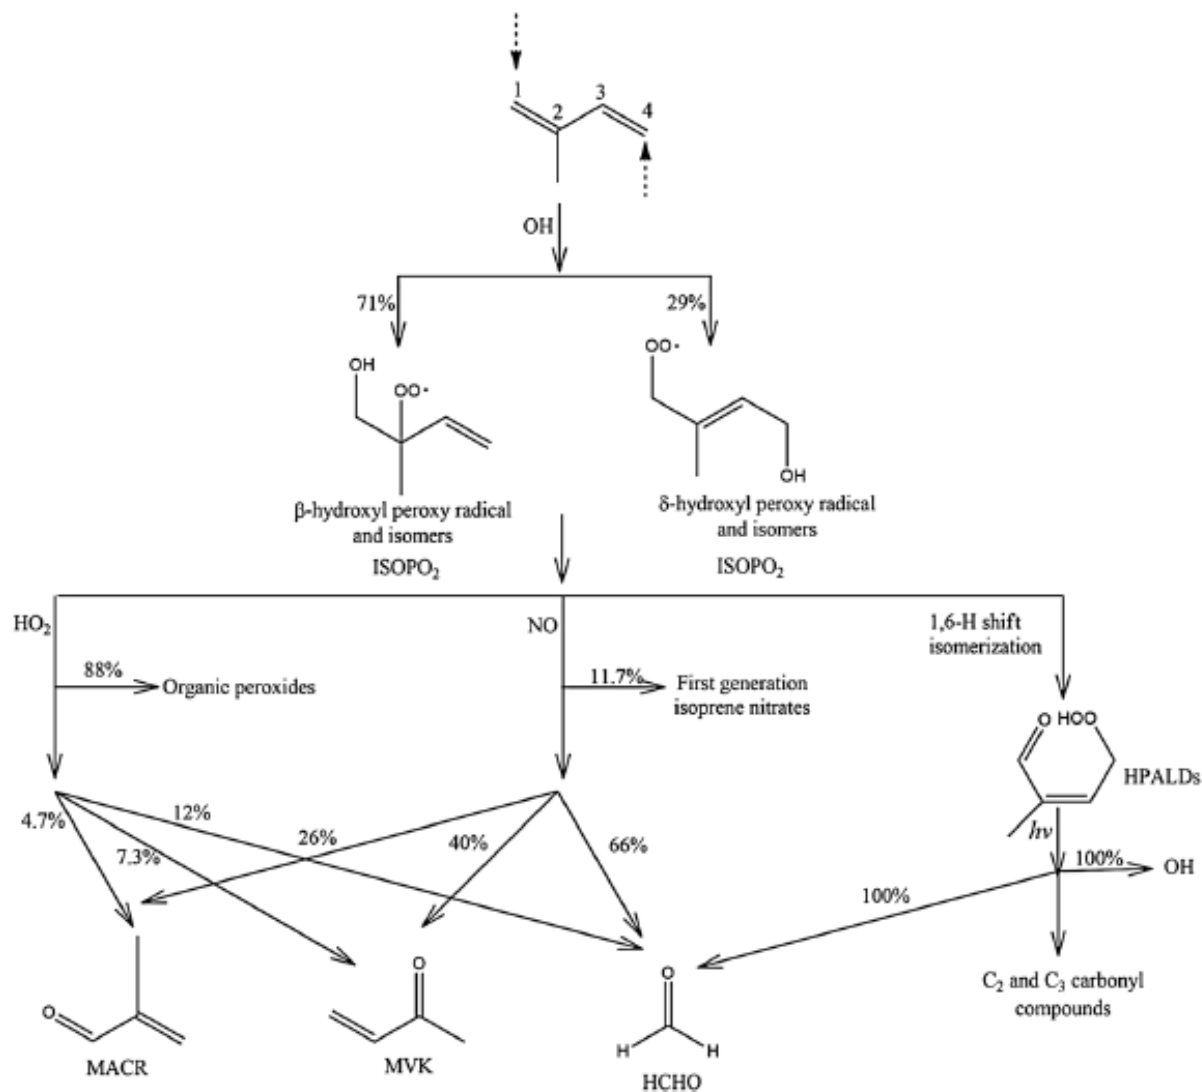 1
2
3
4
OH
71%
29%
OH
OO·
OO·
OH
β-hydroxyl peroxy radical
and isomers
ISOPO₂
δ-hydroxyl peroxy radical
and isomers
ISOPO₂
HO₂
NO
1,6-H shift
isomerization
88%
Organic peroxides
11.7%
First generation
isoprene nitrates
O HOO
HPALDs
hν
4.7%
7.3%
12%
26%
40%
66%
100%
100%
OH
O
MACR
O
MVK
O
H H
HCHO
C₂ and C₃ carbonyl
compounds